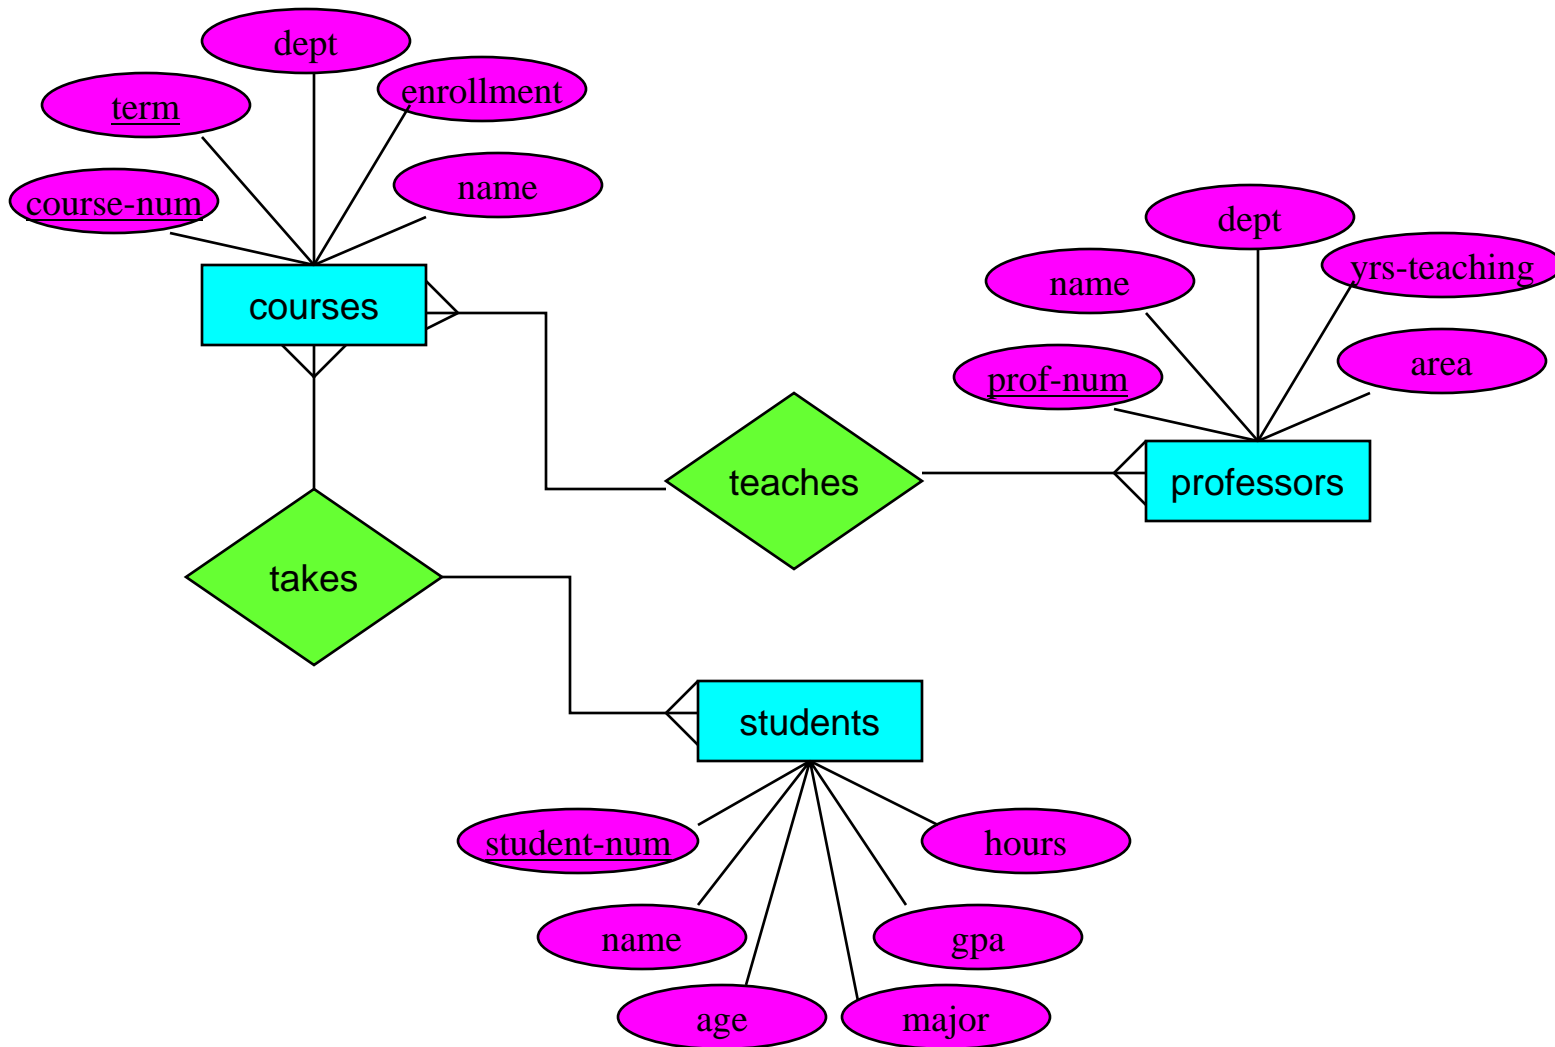 dept
enrollment
term
name
course-num
courses
dept
yrs-teaching
name
area
prof-num
professors
teaches
takes
students
student-num
hours
name
gpa
age
major